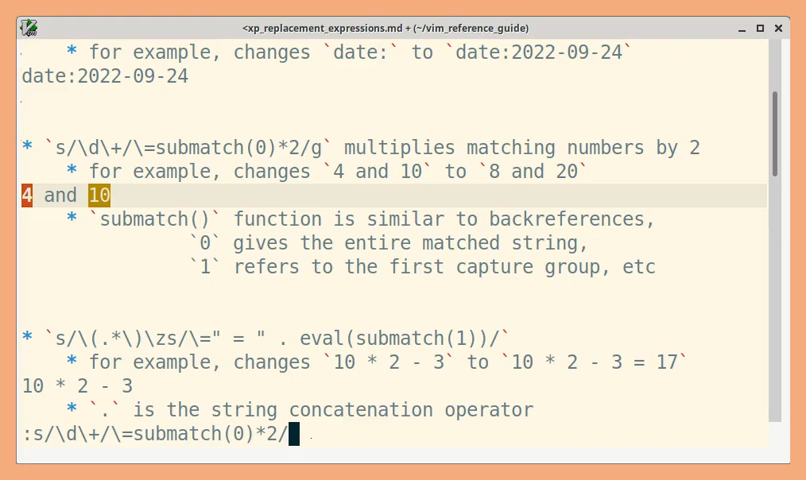 <xp_replacement_expressions.md + (~/vim_reference_guide)
* for example, changes `date:` to `date:2022-09-24`
date:2022-09-24
* `s/\d\+/\=submatch(0)*2/g` multiplies matching numbers by 2
* for example, changes `4 and 10` to `8 and 20`
4 and 10
* `submatch()` function is similar to backreferences,
`0` gives the entire matched string,
`1` refers to the first capture group, etc
* `s/\(.*\)\zs/\=" = " . eval(submatch(1))/`
* for example, changes `10 * 2 - 3` to `10 * 2 - 3 = 17`
10 * 2 - 3
* `.` is the string concatenation operator
:s/\d\+/\=submatch(0)*2/